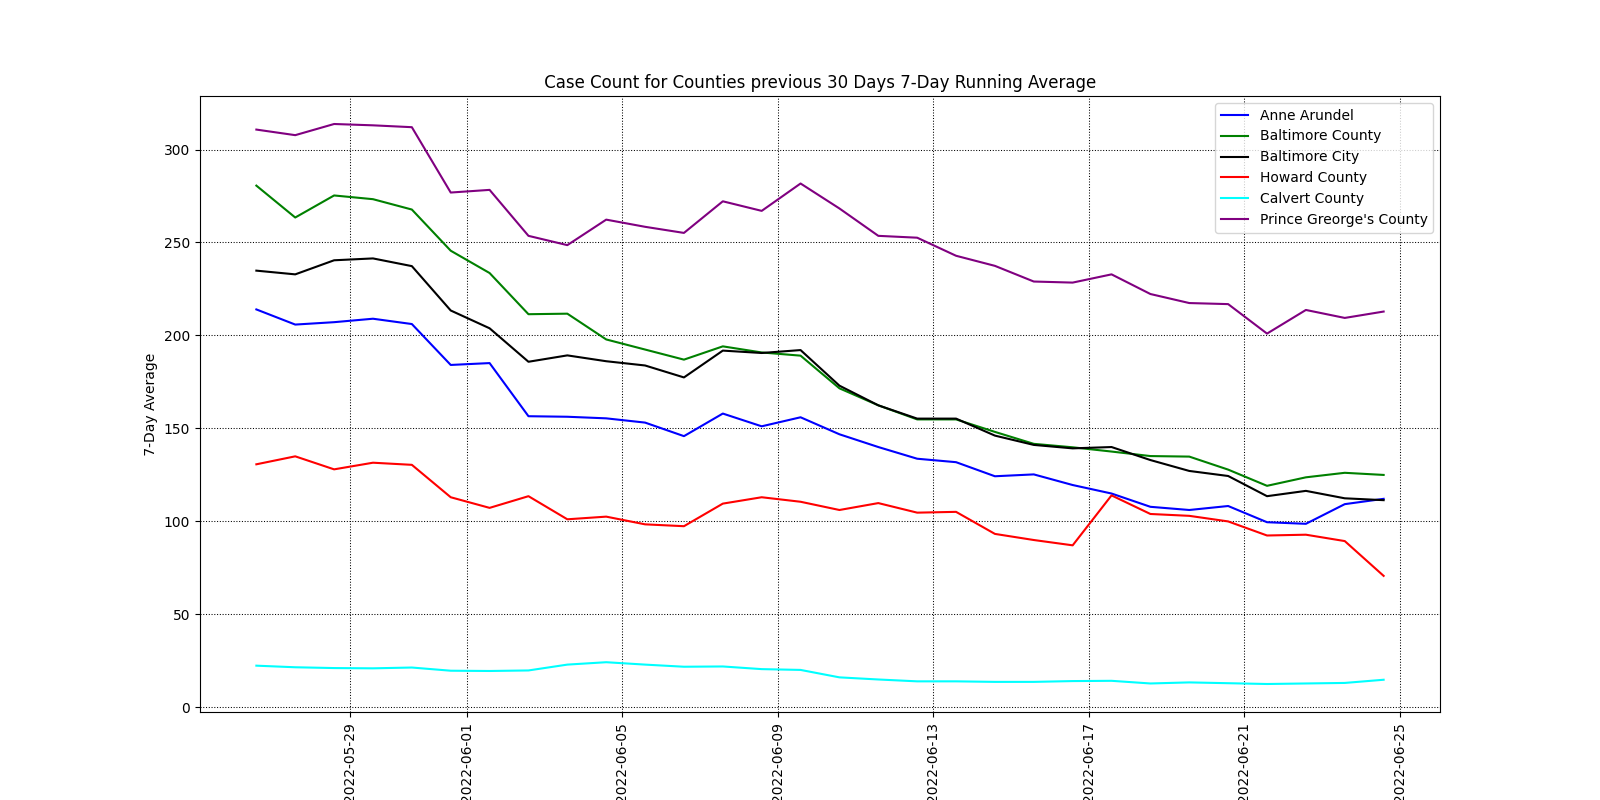 Case Count for Counties previous 30 Days 7-Day Running Average
Anne Arundel
Baltimore County
Baltimore City
Howard County
Calvert County
Prince Greorge's County
7-Day Average
300
250
200
150
100
50
0
2022-05-29
2022-06-01
2022-06-05
2022-06-09
2022-06-13
2022-06-17
2022-06-21
2022-06-25